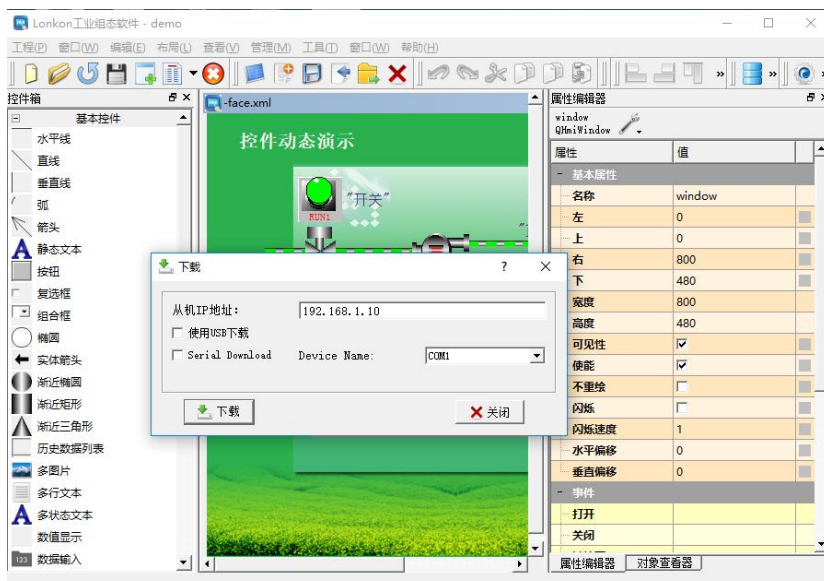 Lonkon工业组态软件 - demo
工程(P) 窗口(W) 编辑(E) 布局(L) 查看(V) 管理(M) 工具(T) 窗口(W) 帮助(H)
控件箱
基本控件
水平线
直线
垂直线
弧
箭头
静态文本
按钮
复选框
组合框
椭圆
实体箭头
渐近椭圆
渐近矩形
渐近三角形
历史数据列表
多图片
多行文本
多状态文本
数值显示
123 数据输入
-face.xml
控件动态演示
"开关"
RUN1
下载 ?
从机IP地址: 192.168.1.10
使用USB下载
Serial Download Device Name: COM1
下载 关闭
属性编辑器
window
QHmiWindow
属性 值
基本属性
名称 window
左 0
上 0
右 800
下 480
宽度 800
高度 480
可见性
使能
不重绘
闪烁
闪烁速度 1
水平偏移 0
垂直偏移 0
事件
打开
关闭
属性编辑器 对象查看器